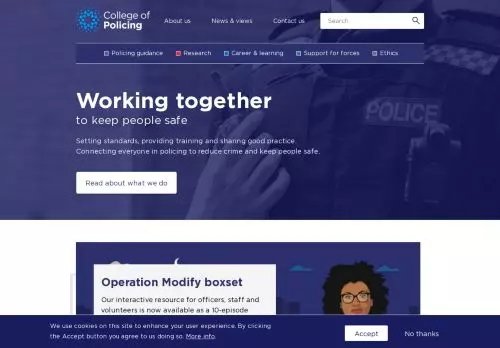 College of
Policing
About us
News & views
Contact us
Search
Policing guidance
Research
Career & learning
Support for forces
Ethics
POLICE
Working together
to keep people safe
Setting standards, providing training and sharing good practice.
Connecting everyone in policing to reduce crime and keep people safe.
Read about what we do
Operation Modify boxset
Our interactive resource for officers, staff and
volunteers is now available as a 10-episode
We use cookies on this site to enhance your user experience. By clicking
the Accept button you agree to us doing so. More info.
Accept
No thanks